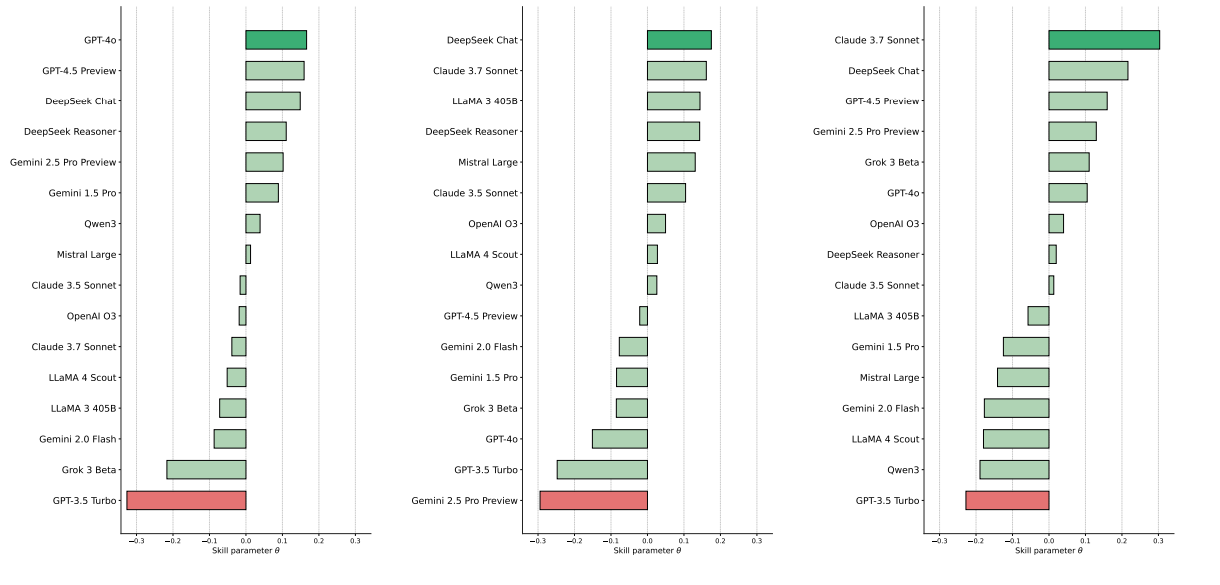 GPT-4o
GPT-4.5 Preview
DeepSeek Chat
DeepSeek Reasoner
Gemini 2.5 Pro Preview
Gemini 1.5 Pro
Qwen3
Mistral Large
Claude 3.5 Sonnet
OpenAI O3
Claude 3.7 Sonnet
LLaMA 4 Scout
LLaMA 3 405B
Gemini 2.0 Flash
Grok 3 Beta
GPT-3.5 Turbo
−0.3 −0.2 −0.1 0.0 0.1 0.2 0.3
Skill parameter θ
DeepSeek Chat
Claude 3.7 Sonnet
LLaMA 3 405B
DeepSeek Reasoner
Mistral Large
Claude 3.5 Sonnet
OpenAI O3
LLaMA 4 Scout
Qwen3
GPT-4.5 Preview
Gemini 2.0 Flash
Gemini 1.5 Pro
Grok 3 Beta
GPT-4o
GPT-3.5 Turbo
Gemini 2.5 Pro Preview
−0.3 −0.2 −0.1 0.0 0.1 0.2 0.3
Skill parameter θ
Claude 3.7 Sonnet
DeepSeek Chat
GPT-4.5 Preview
Gemini 2.5 Pro Preview
Grok 3 Beta
GPT-4o
OpenAI O3
DeepSeek Reasoner
Claude 3.5 Sonnet
LLaMA 3 405B
Gemini 1.5 Pro
Mistral Large
Gemini 2.0 Flash
LLaMA 4 Scout
Qwen3
GPT-3.5 Turbo
−0.3 −0.2 −0.1 0.0 0.1 0.2 0.3
Skill parameter θ